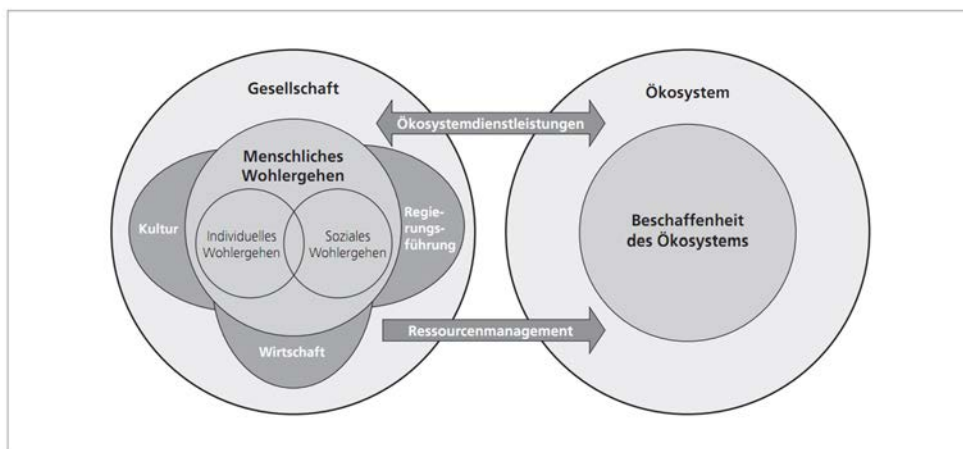 Gesellschaft
Ökosystem
Ökosystemdienstleistungen
Menschliches
Wohlergehen
Kultur
Regie-
rungs-
führung
Individuelles
Wohlergehen
Soziales
Wohlergehen
Beschaffenheit
des Ökosystems
Ressourcenmanagement
Wirtschaft